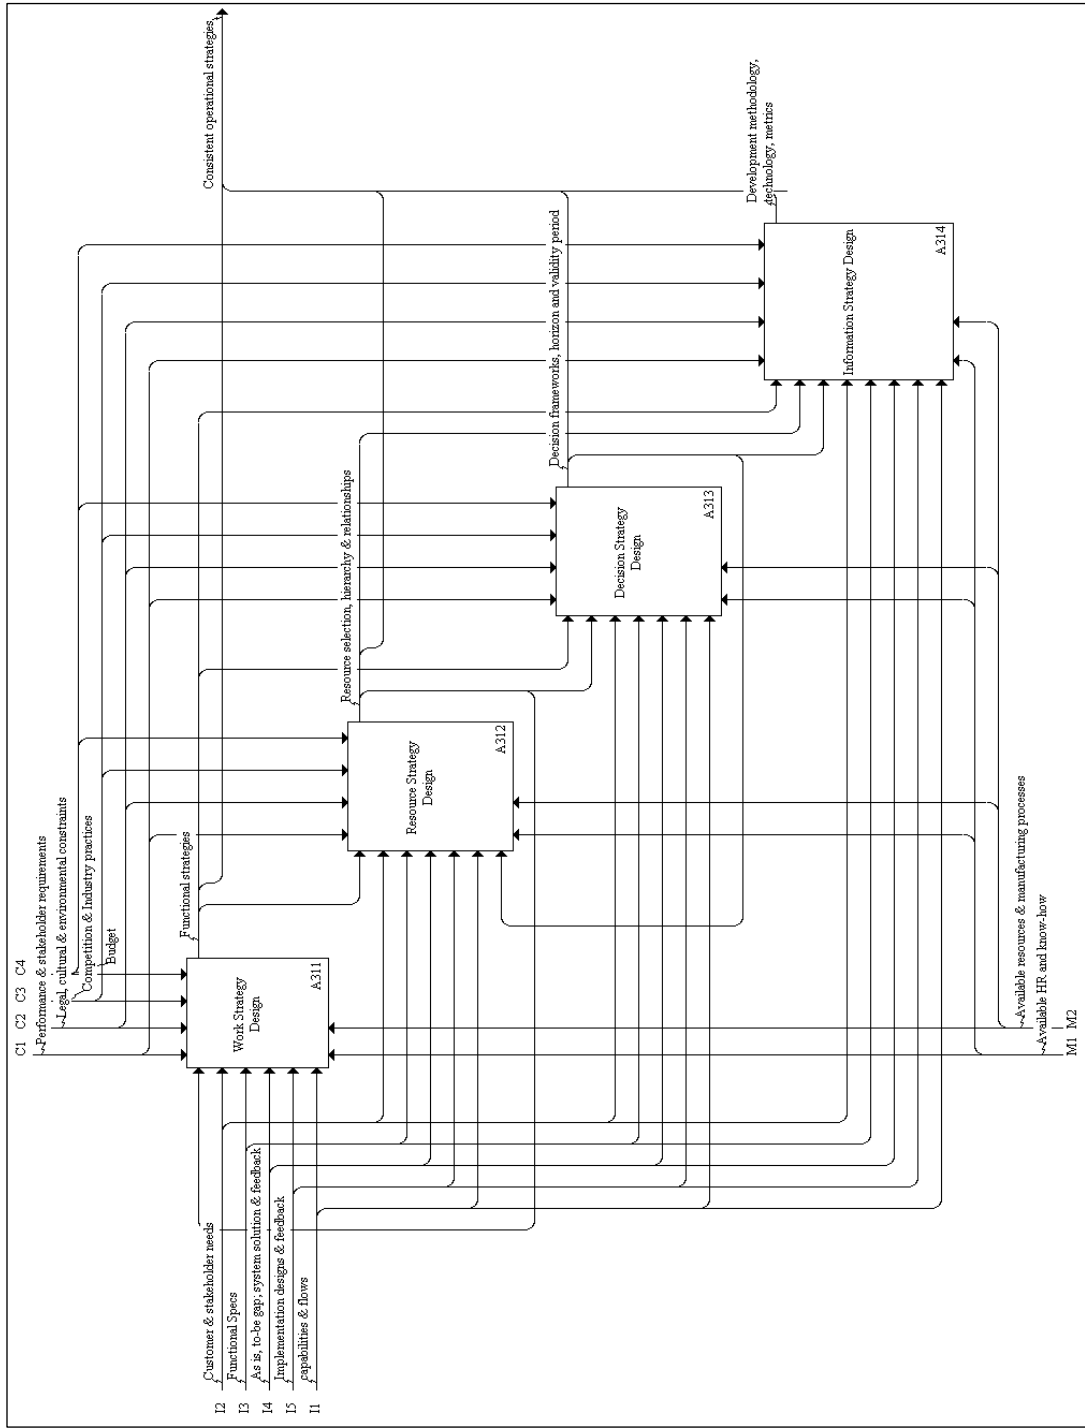 C1
C2
C3
C4
Performance & stakeholder requirements
Legal, cultural & environmental constraints
Competition & Industry practices
Budget
Consistent operational strategies
Functional strategies
Work Strategy
Design
A311
Resource selection, hierarchy & relationships
Resource Strategy
Design
A312
Decision frameworks, horizon and validity period
Decision Strategy
Design
A313
Development methodology,
technology, metrics
Information Strategy Design
A314
Customer & stakeholder needs
Functional Specs
As is, to-be gap; system solution & feedback
Implementation designs & feedback
capabilities & flows
I2
I3
I4
I5
I1
Available resources & manufacturing processes
Available HR and know-how
M1
M2